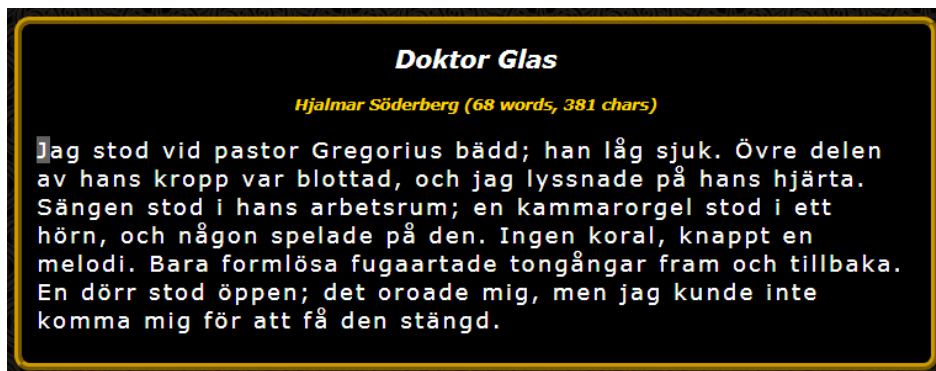 Doktor Glas
Hjalmar Söderberg (68 words, 381 chars)
Jag stod vid pastor Gregorius bädd; han låg sjuk. Övre delen
av hans kropp var blottad, och jag lyssnade på hans hjärta.
Sängen stod i hans arbetsrum; en kammarorgel stod i ett
hörn, och någon spelade på den. Ingen koral, knappt en
melodi. Bara formlösa fugaartade tongångar fram och tillbaka.
En dörr stod öppen; det oroade mig, men jag kunde inte
komma mig för att få den stängd.